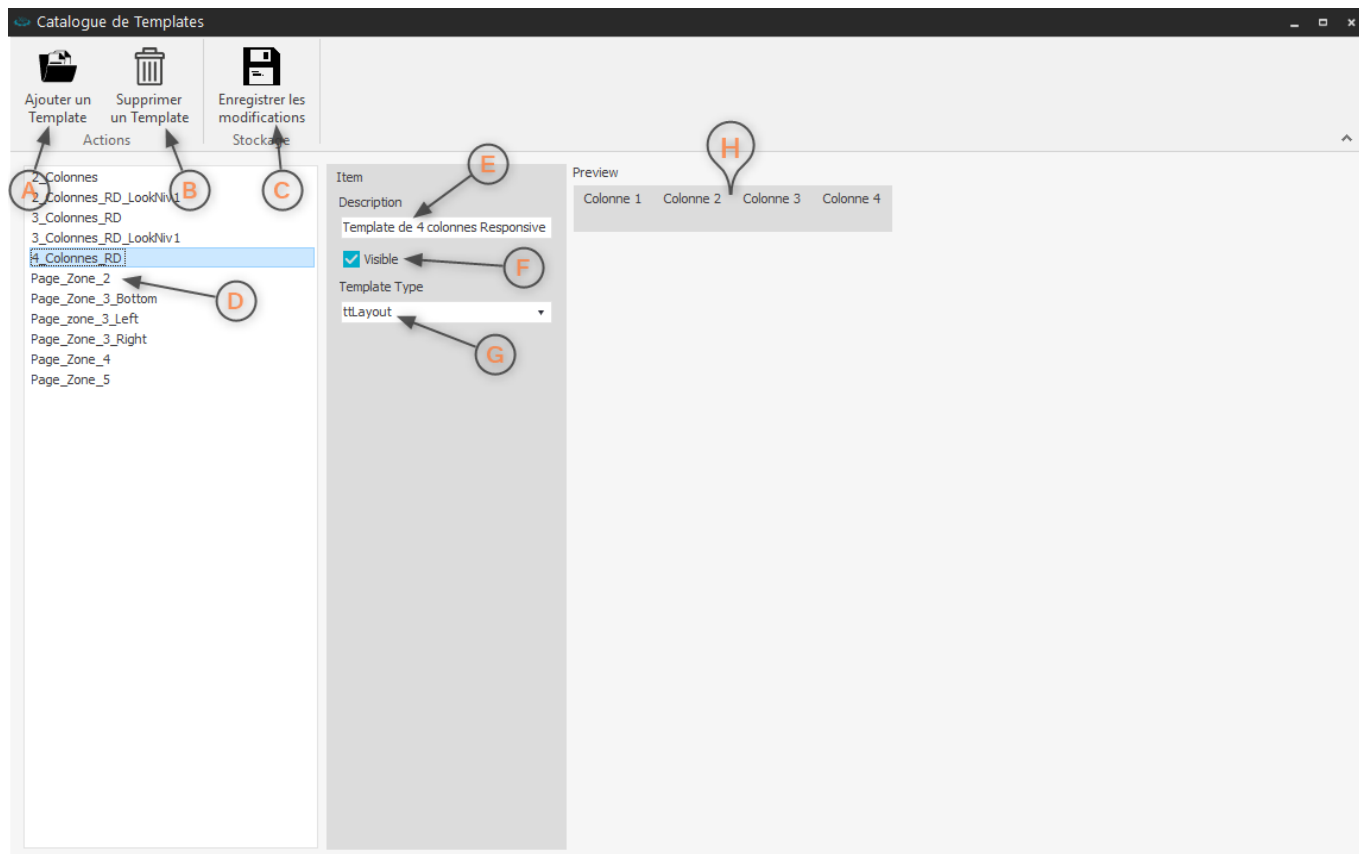 Catalogue de Templates
Ajouter un Template
Supprimer un Template
Enregistrer les modifications
Actions
Stockage
A
B
C
2_Colonnes
2_Colonnes_RD_LookNiv1
3_Colonnes_RD
3_Colonnes_RD_LookNiv1
4_Colonnes_RD
Page_Zone_2
Page_Zone_3_Bottom
Page_zone_3_Left
Page_Zone_3_Right
Page_Zone_4
Page_Zone_5
D
Item
E
Description
Template de 4 colonnes Responsive
Visible
F
Template Type
ttLayout
G
H
Preview
Colonne 1 Colonne 2 Colonne 3 Colonne 4